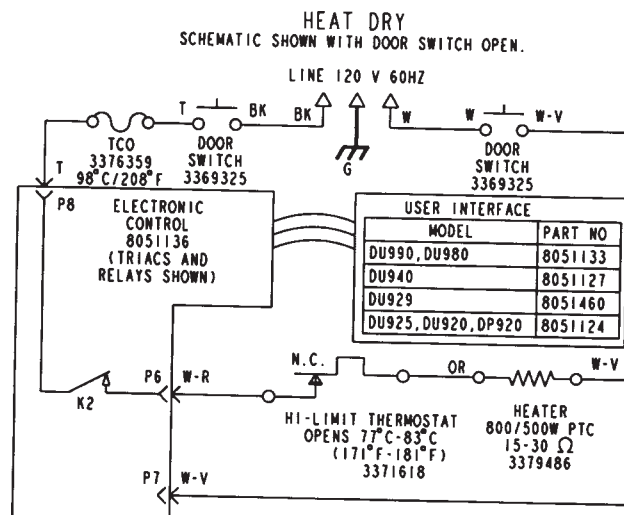 HEAT DRY
SCHEMATIC SHOWN WITH DOOR SWITCH OPEN.
LINE 120 V 60HZ
T
BK
BK
W
W
W-V
TCO
3376359
98°C/208°F
DOOR
SWITCH
3369325
G
DOOR
SWITCH
3369325
T
P8
ELECTRONIC
CONTROL
8051136
(TRIACS AND
RELAYS SHOWN)
USER INTERFACE
MODEL PART NO
DU990,DU980 8051133
DU940 8051127
DU929 8051460
DU925,DU920,DP920 8051124
K2
P6
W-R
N.C.
OR
W-V
HI-LIMIT THERMOSTAT
OPENS 77°C-83°C
(171°F-181°F)
3371618
HEATER
800/500W PTC
15-30 Ω
3379486
P7
W-V